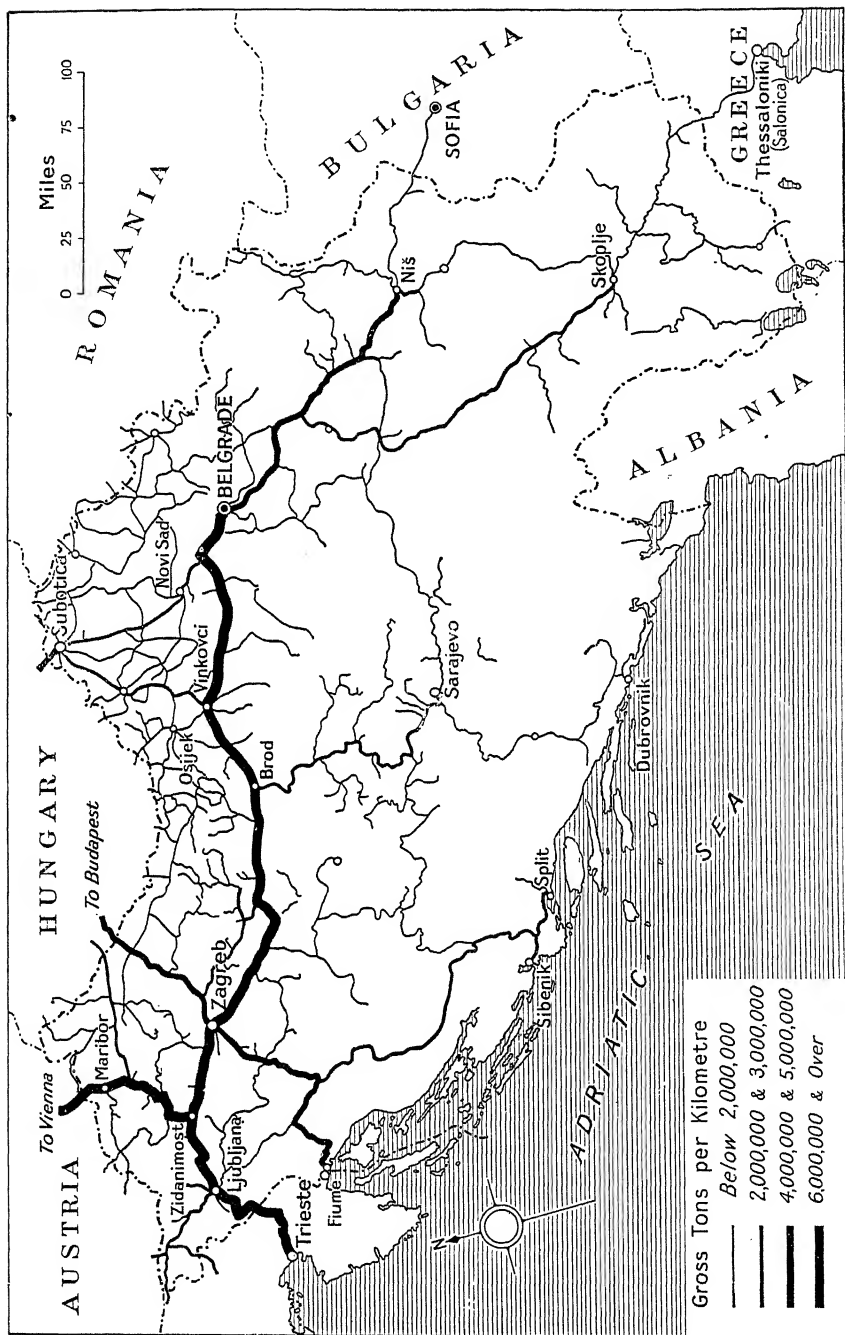 To Vienna
AUSTRIA
Maribor
HUNGARY
To Budapest
Zidanimost
Ljubljana
Zagreb
Trieste
Fiume
Osijek
Subotica
Vinkovci
Novi Sad
Brod
BELGRADE
ROMANIA
Miles
0 25 50 75 100
BULGARIA
SOFIA
Niš
Skoplje
GREECE
Thessaloniki
(Salonica)
ALBANIA
Sarajevo
Dubrovnik
Split
Šibenik
ADRIATIC
SEA
N
Gross Tons per Kilometre
Below 2,000,000
2,000,000 & 3,000,000
4,000,000 & 5,000,000
6,000,000 & Over